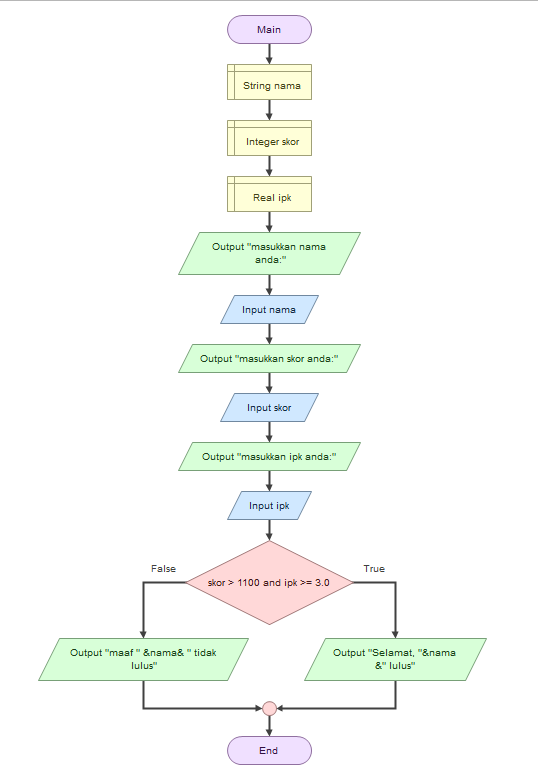 Main
String nama
Integer skor
Real ipk
Output "masukkan nama
anda:"
Input nama
Output "masukkan skor anda:"
Input skor
Output "masukkan ipk anda:"
Input ipk
False
True
skor > 1100 and ipk >= 3.0
Output "maaf " &nama& " tidak
lulus"
Output "Selamat, "&nama
&" lulus"
End